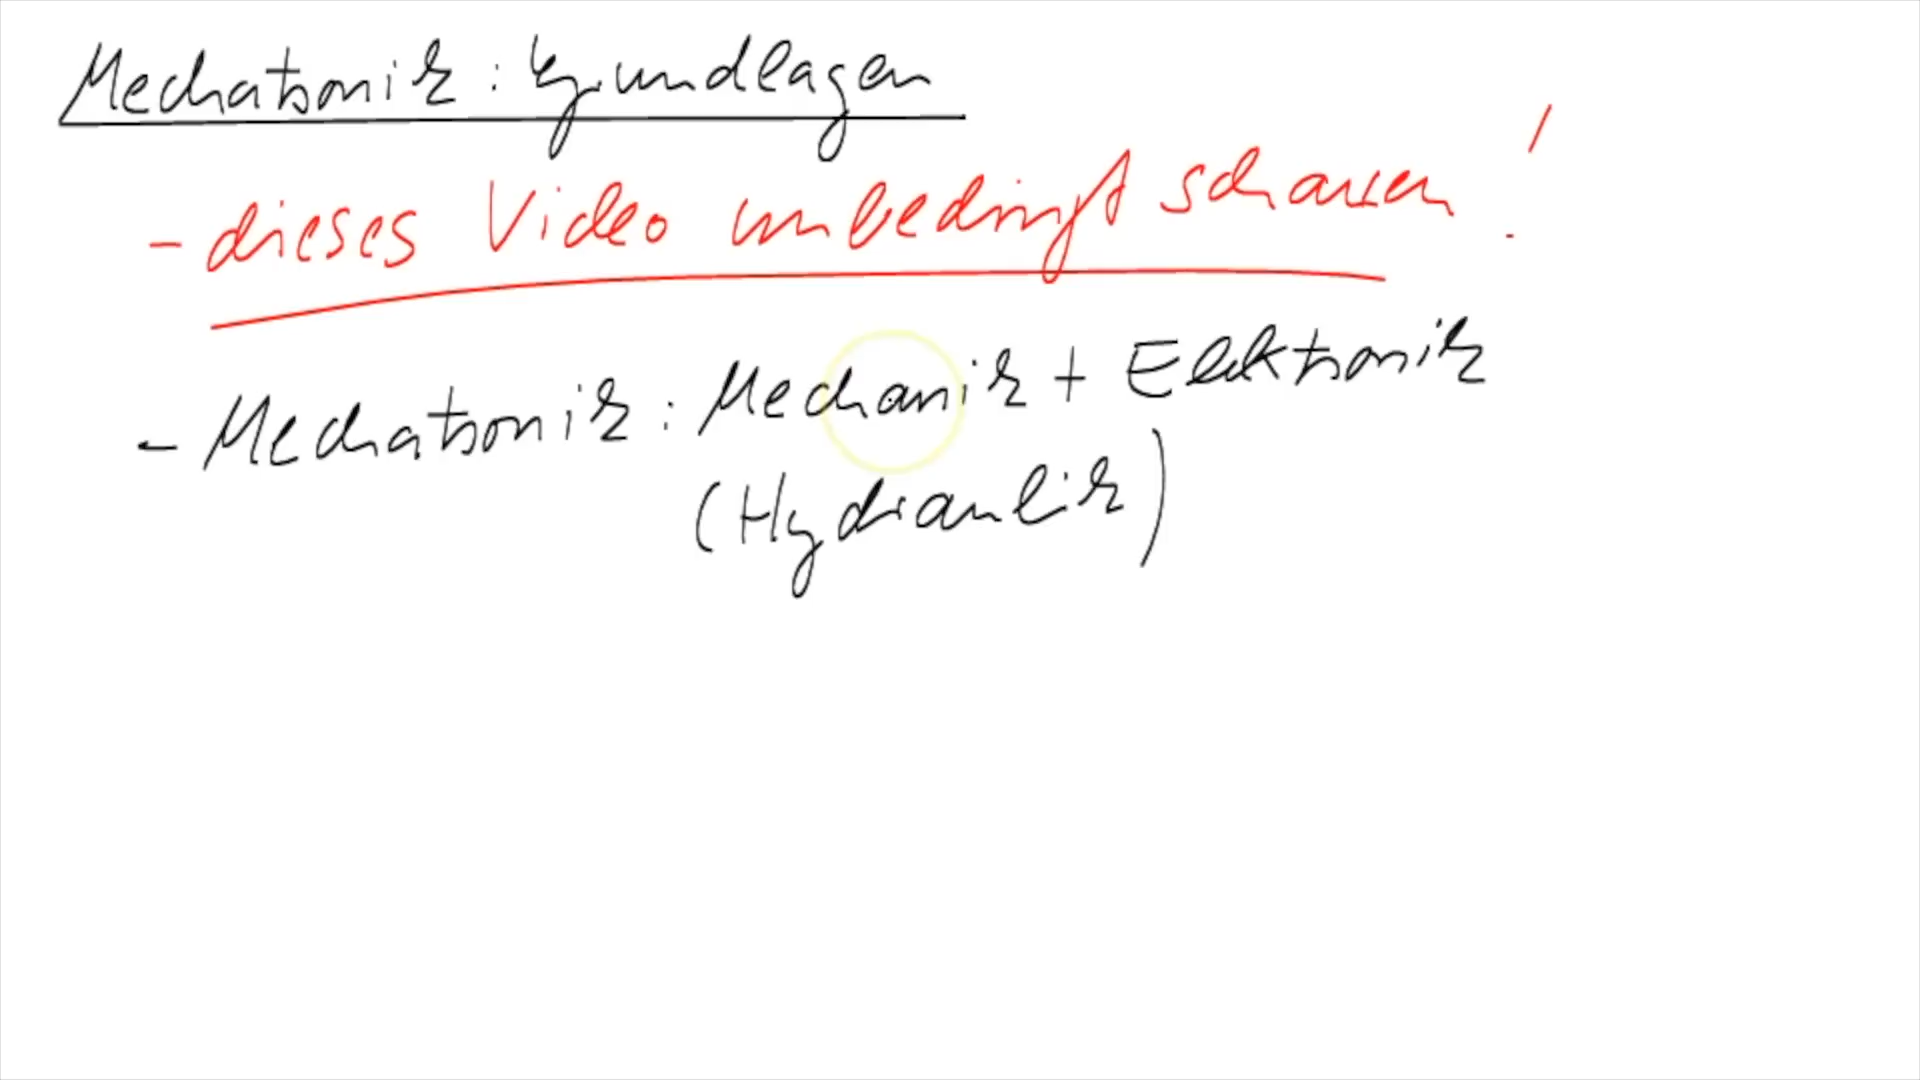 Mechatronik: Grundlagen
- dieses Video unbedingt schauen!
- Mechatronik: Mechanik + Elektronik
(Hydraulik)